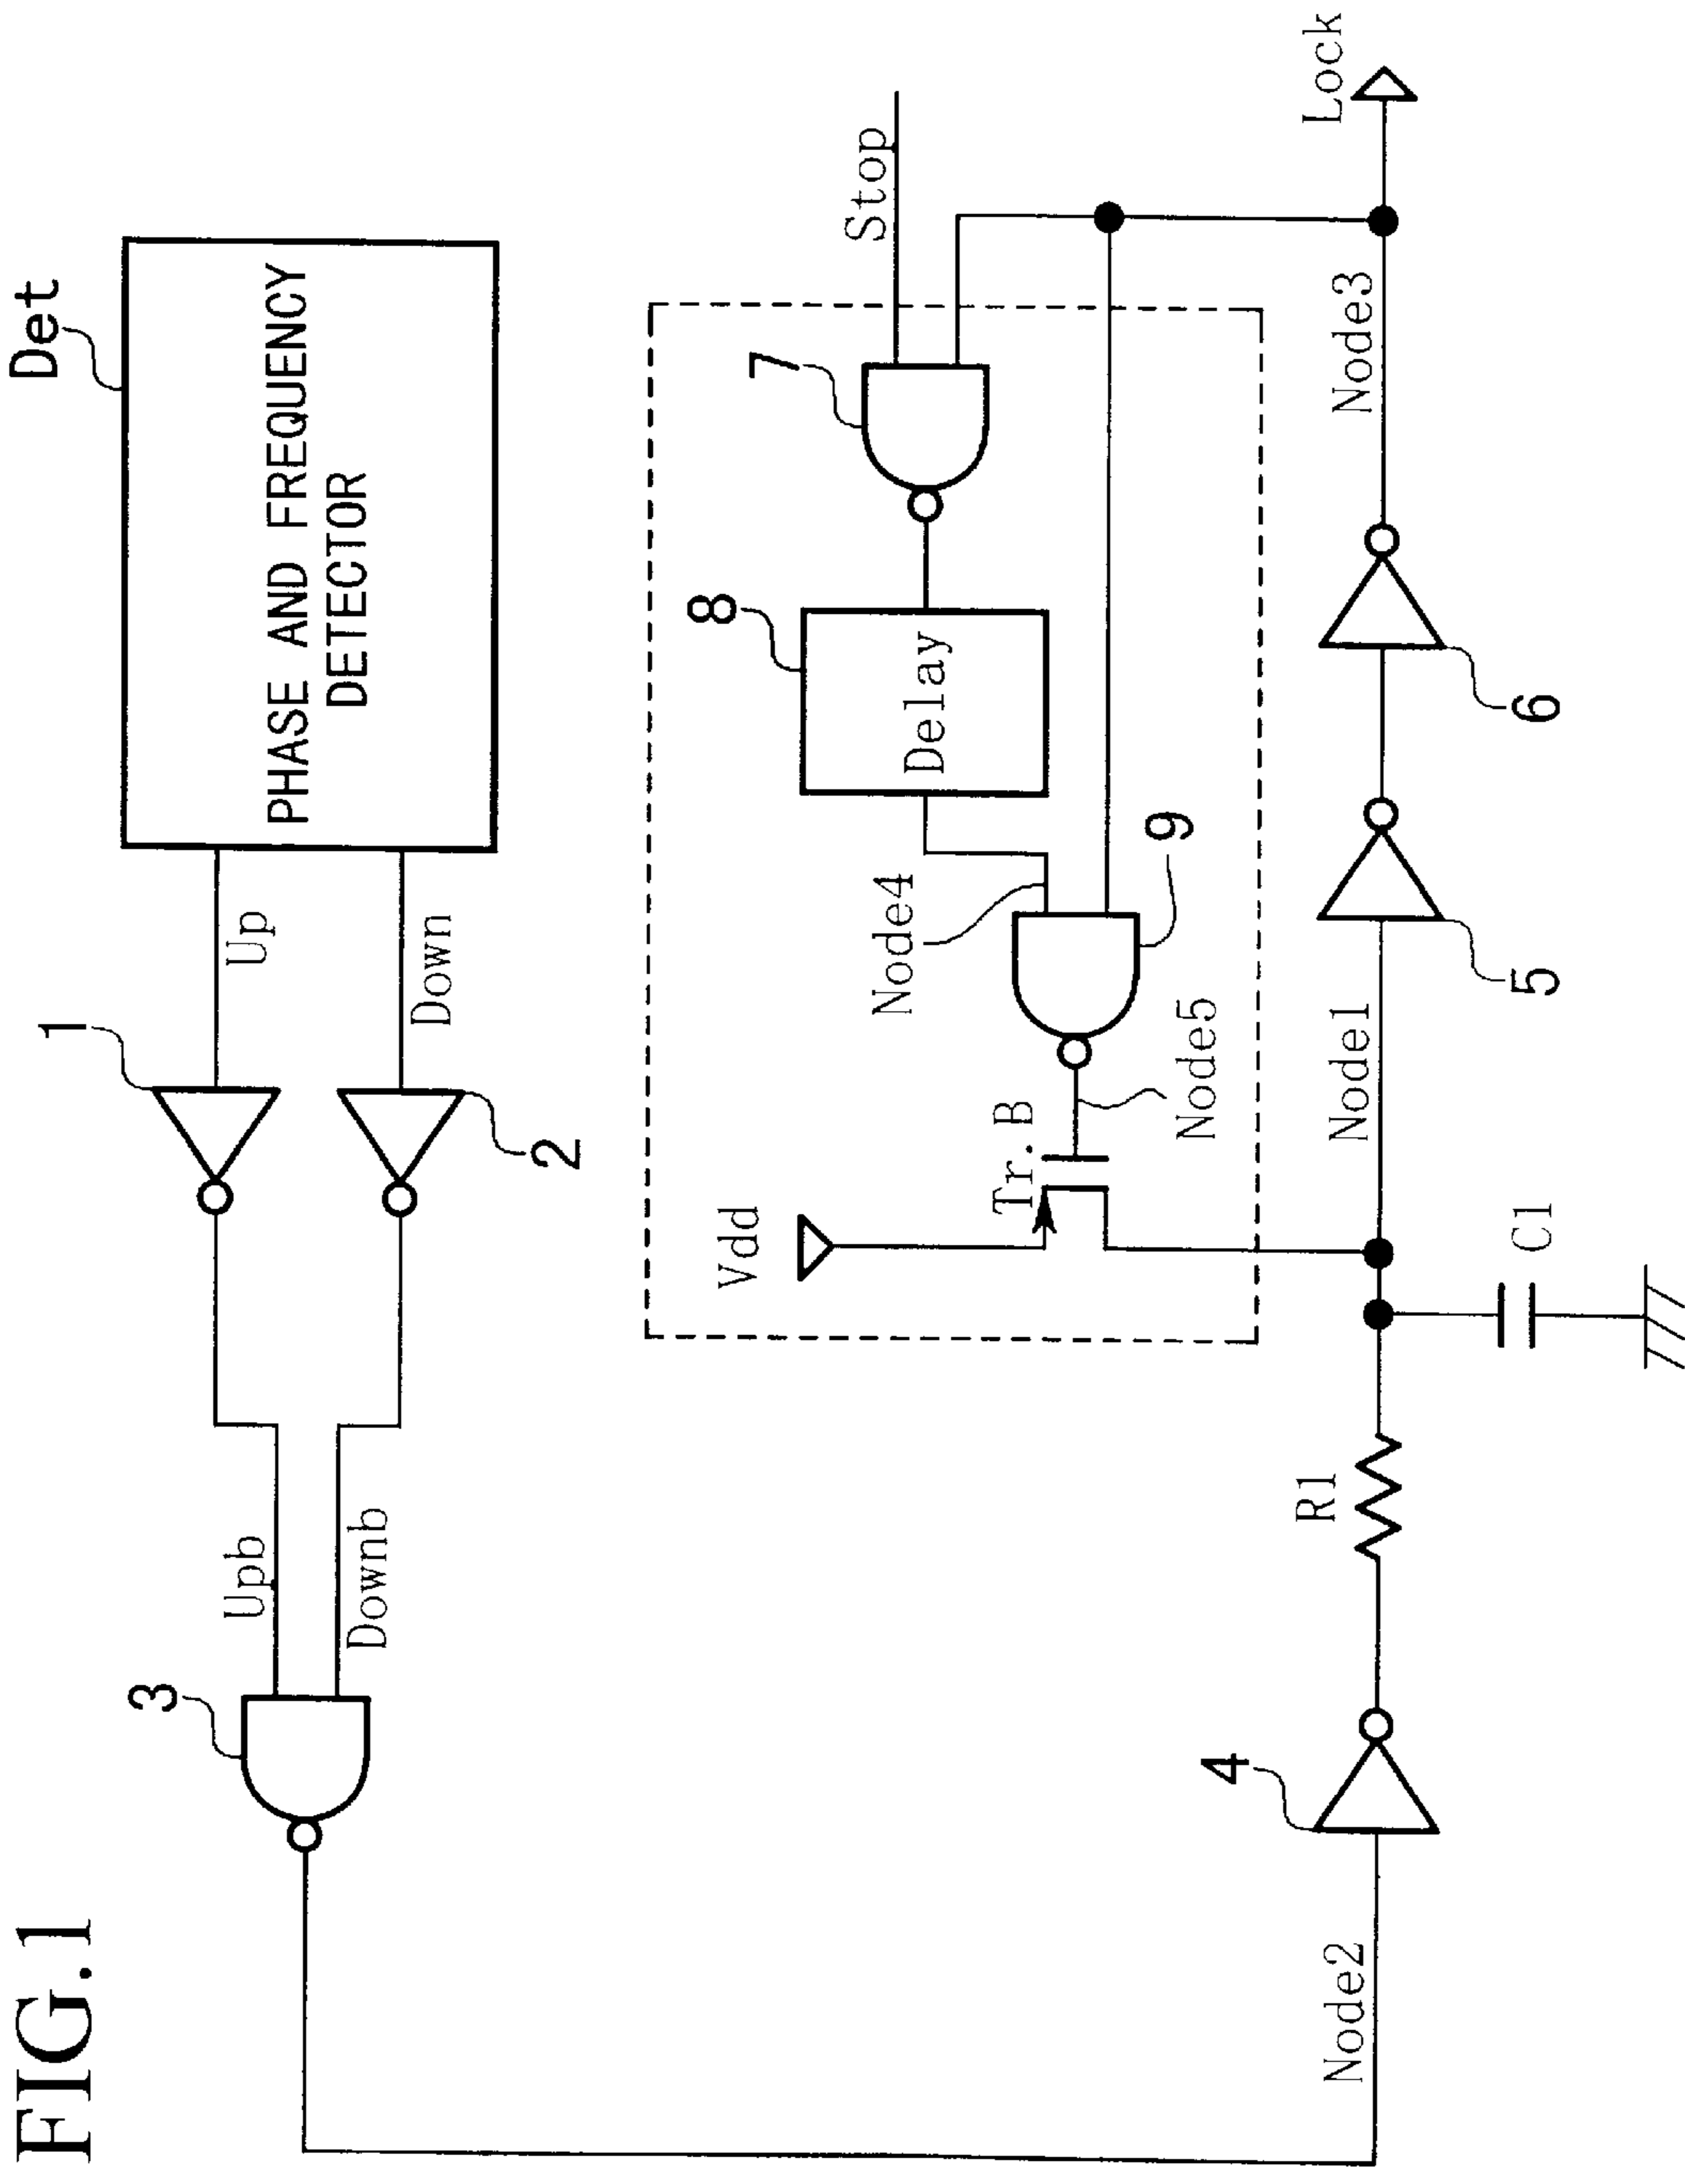 FIG.1
Det
PHASE AND FREQUENCY
DETECTOR
1
Up
Down
2
3
Upb
Downb
Stop
7
8
Delay
Node4
9
Node5
Tr.B
Vdd
Lock
Node3
6
5
Node1
C1
R1
4
Node2